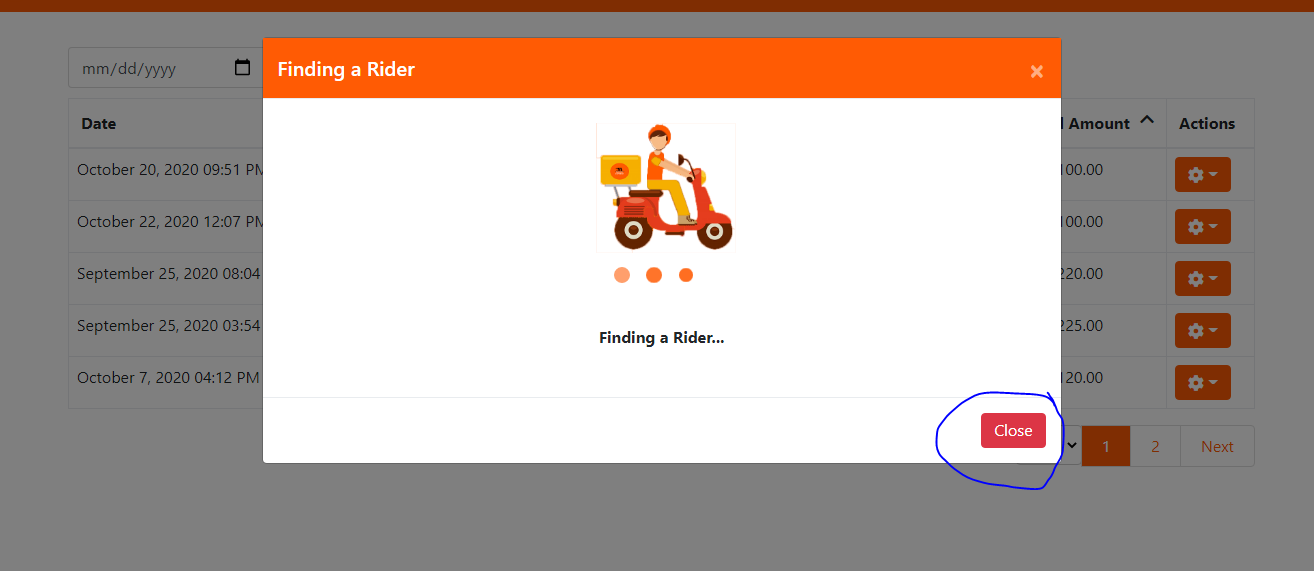 mm/dd/yyyy
Finding a Rider
×
Date
Amount
Actions
October 20, 2020 09:51 PM
100.00
October 22, 2020 12:07 PM
100.00
September 25, 2020 08:04
220.00
September 25, 2020 03:54
225.00
October 7, 2020 04:12 PM
120.00
Finding a Rider...
Close
1
2
Next